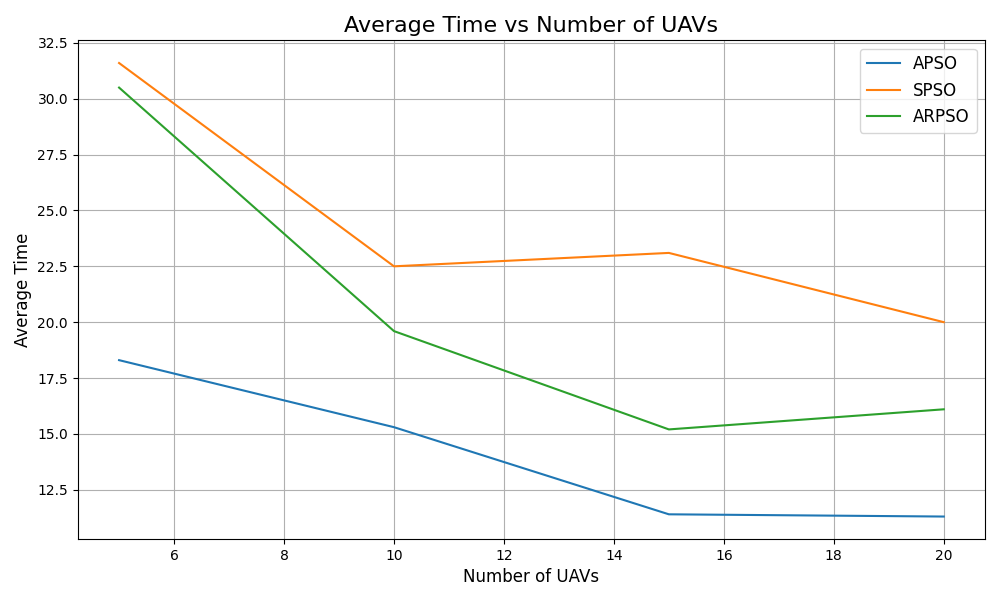 Average Time vs Number of UAVs
APSO
SPSO
ARPSO
Average Time
32.5
30.0
27.5
25.0
22.5
20.0
17.5
15.0
12.5
6 8 10 12 14 16 18 20
Number of UAVs